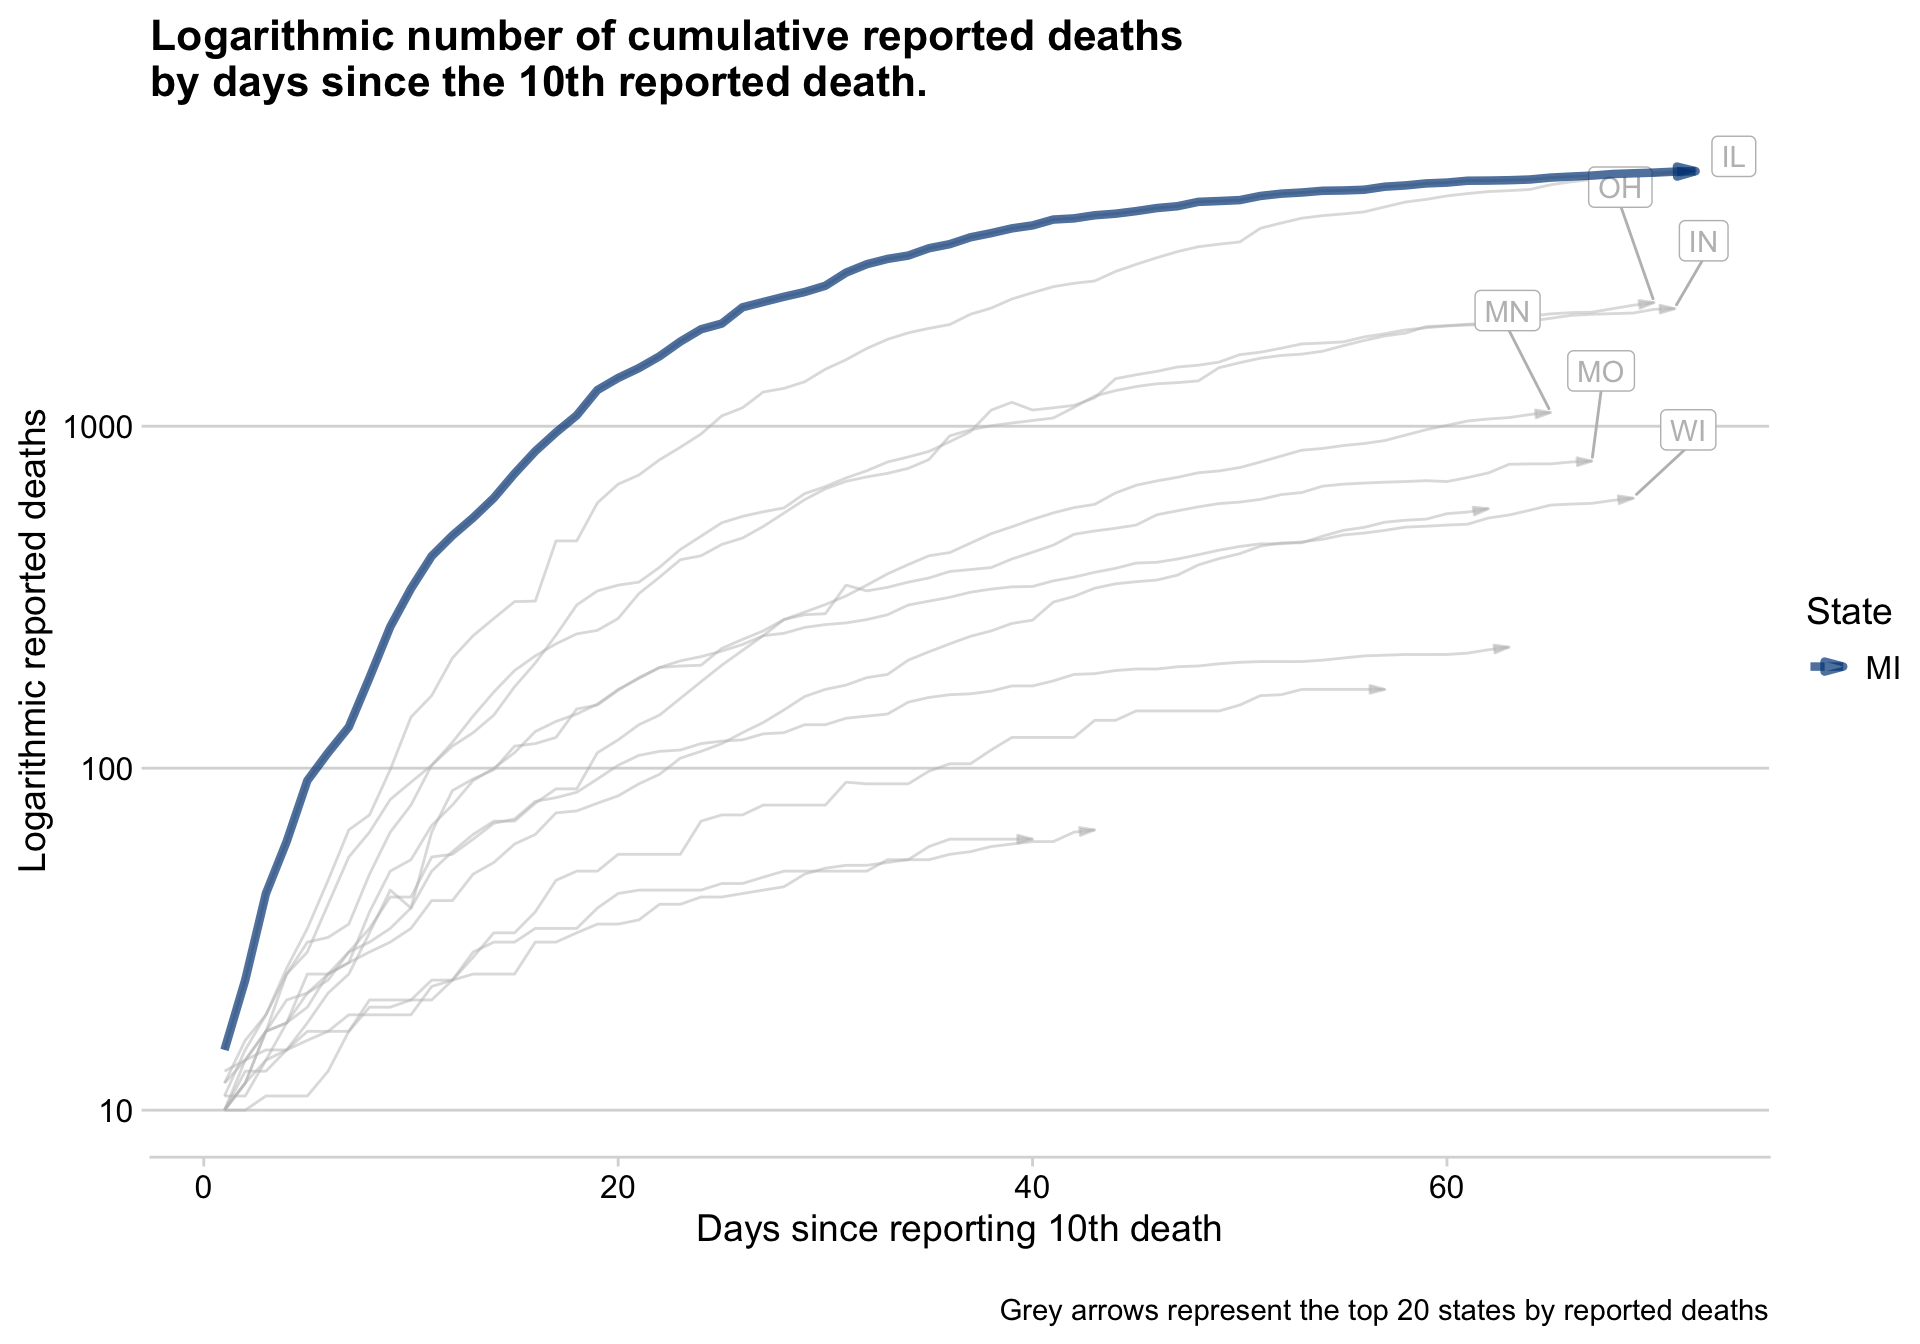 Logarithmic number of cumulative reported deaths
by days since the 10th reported death.
IL
OH
IN
MN
MO
WI
Logarithmic reported deaths
1000
100
10
State
MI
0 20 40 60
Days since reporting 10th death
Grey arrows represent the top 20 states by reported deaths